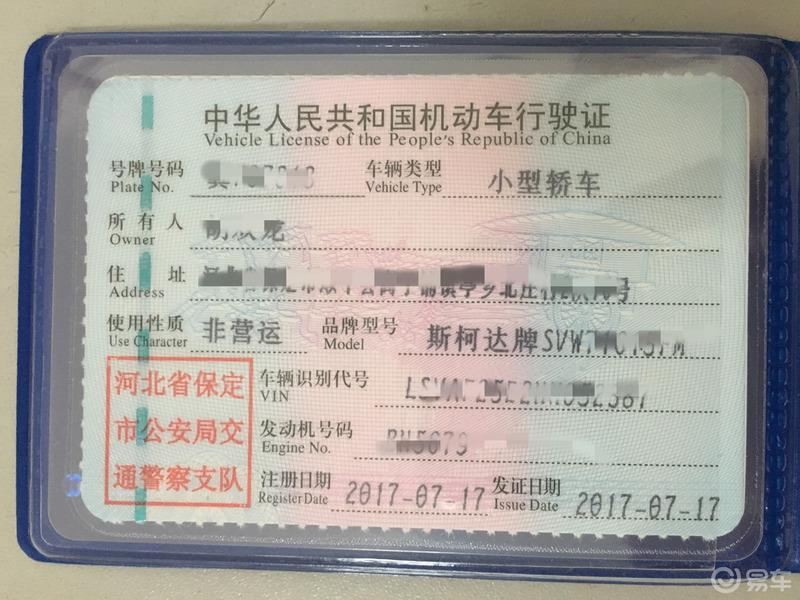 中华人民共和国机动车行驶证
Vehicle License of the People's Republic of China
号牌号码 车辆类型 小型轿车
Plate No. Vehicle Type
所有人
Owner
住址
Address
使用性质 非营运 品牌型号 斯柯达牌
Use Character Model
河北省保定 车辆识别代号
VIN
市公安局交 发动机号码
Engine No.
通警察支队 注册日期 2017-07-17 发证日期 2017-07-17
Register Date Issue Date
易车